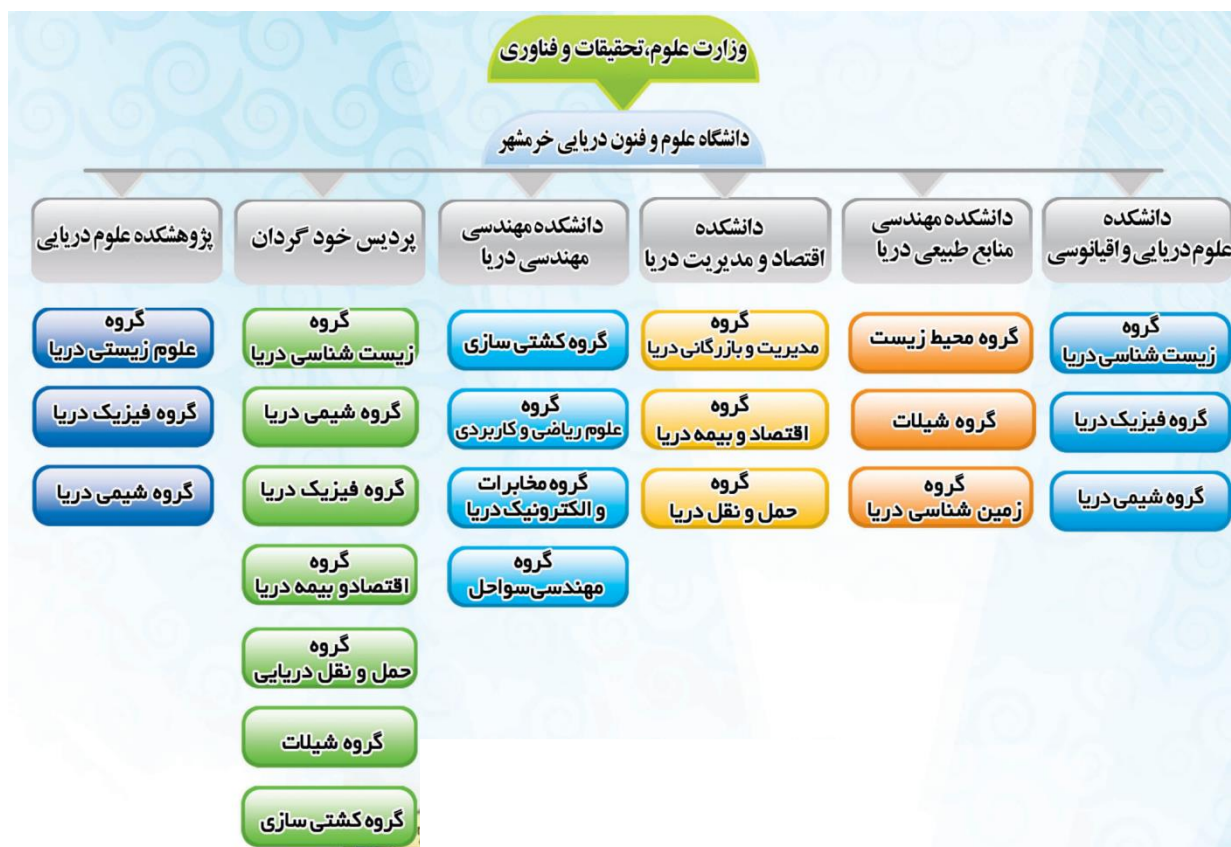 وزارت علوم،تحقیقات و فناوری
دانشگاه علوم و فنون دریایی خرمشهر
دانشکده
علوم دریایی و اقیانوسی
گروه
زیست شناسی دریا
گروه فیزیک دریا
گروه شیمی دریا
دانشکده مهندسی
منابع طبیعی دریا
گروه محیط زیست
گروه شیلات
گروه
زمین شناسی دریا
دانشکده
اقتصاد و مدیریت دریا
گروه
مدیریت و بازرگانی دریا
گروه
اقتصاد و بیمه دریا
گروه
حمل و نقل دریا
دانشکده مهندسی
مهندسی دریا
گروه کشتی سازی
گروه
علوم ریاضی و کاربردی
گروه مخابرات
و الکترونیک دریا
گروه
مهندسی سواحل
پردیس خود گردان
گروه
زیست شناسی دریا
گروه شیمی دریا
گروه فیزیک دریا
گروه
اقتصادو بیمه دریا
گروه
حمل و نقل دریایی
گروه شیلات
گروه کشتی سازی
پژوهشکده علوم دریایی
گروه
علوم زیستی دریا
گروه فیزیک دریا
گروه شیمی دریا